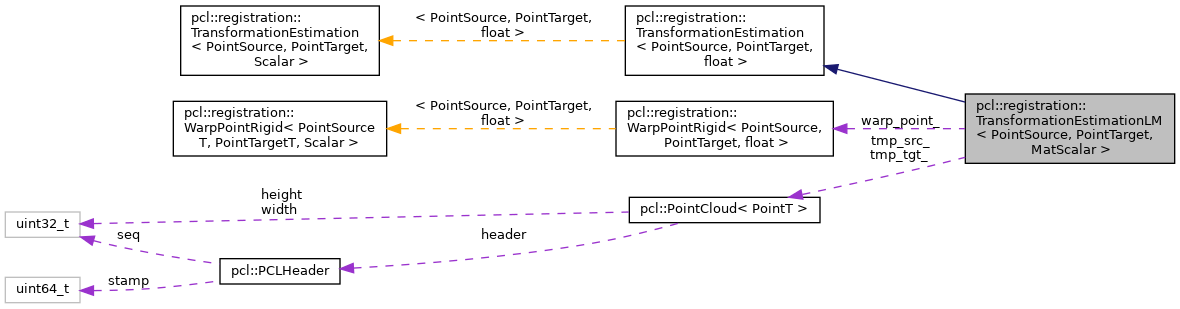 pcl::registration::
TransformationEstimation
< PointSource, PointTarget,
Scalar >
< PointSource, PointTarget,
float >
pcl::registration::
TransformationEstimation
< PointSource, PointTarget,
float >
pcl::registration::
WarpPointRigid< PointSource
T, PointTargetT, Scalar >
< PointSource, PointTarget,
float >
pcl::registration::
WarpPointRigid< PointSource,
PointTarget, float >
warp_point_
pcl::registration::
TransformationEstimationLM
< PointSource, PointTarget,
MatScalar >
tmp_src_
tmp_tgt_
height
width
pcl::PointCloud< PointT >
uint32_t
seq
header
pcl::PCLHeader
stamp
uint64_t